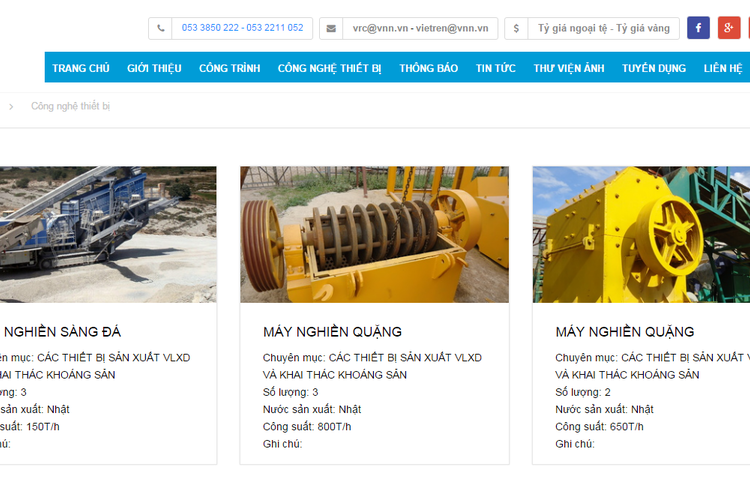 053 3850 222 - 053 2211 052
vrc@vnn.vn - vietren@vnn.vn
$ Tỷ giá ngoại tệ - Tỷ giá vàng
f g+
TRANG CHỦ GIỚI THIỆU CÔNG TRÌNH CÔNG NGHỆ THIẾT BỊ THÔNG BÁO TIN TỨC THƯ VIỆN ẢNH TUYỂN DỤNG LIÊN HỆ
> Công nghệ thiết bị
NGHIỀN SÀNG ĐÁ
mục: CÁC THIẾT BỊ SẢN XUẤT VLXD
THÁC KHOÁNG SẢN
3
sản xuất: Nhật
suất: 150T/h
MÁY NGHIỀN QUẶNG
Chuyên mục: CÁC THIẾT BỊ SẢN XUẤT VLXD
VÀ KHAI THÁC KHOÁNG SẢN
Số lượng: 3
Nước sản xuất: Nhật
Công suất: 800T/h
Ghi chú:
MÁY NGHIỀN QUẶNG
Chuyên mục: CÁC THIẾT BỊ SẢN XUẤT
VÀ KHAI THÁC KHOÁNG SẢN
Số lượng: 2
Nước sản xuất: Nhật
Công suất: 650T/h
Ghi chú: